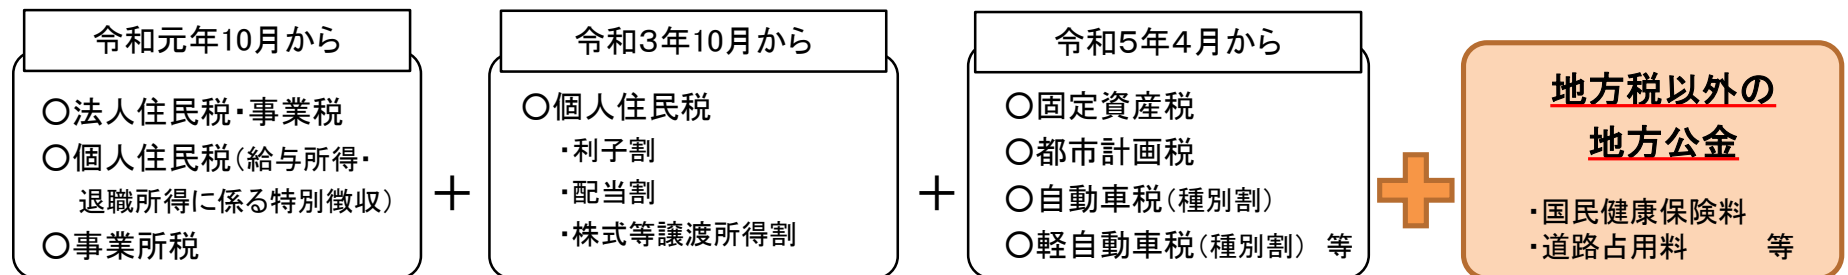 令和元年10月から
〇法人住民税・事業税
〇個人住民税(給与所得・
退職所得に係る特別徴収)
〇事業所税
＋
令和３年10月から
〇個人住民税
・利子割
・配当割
・株式等譲渡所得割
＋
令和５年４月から
〇固定資産税
〇都市計画税
〇自動車税(種別割)
〇軽自動車税(種別割) 等
地方税以外の
地方公金
・国民健康保険料
・道路占用料 等